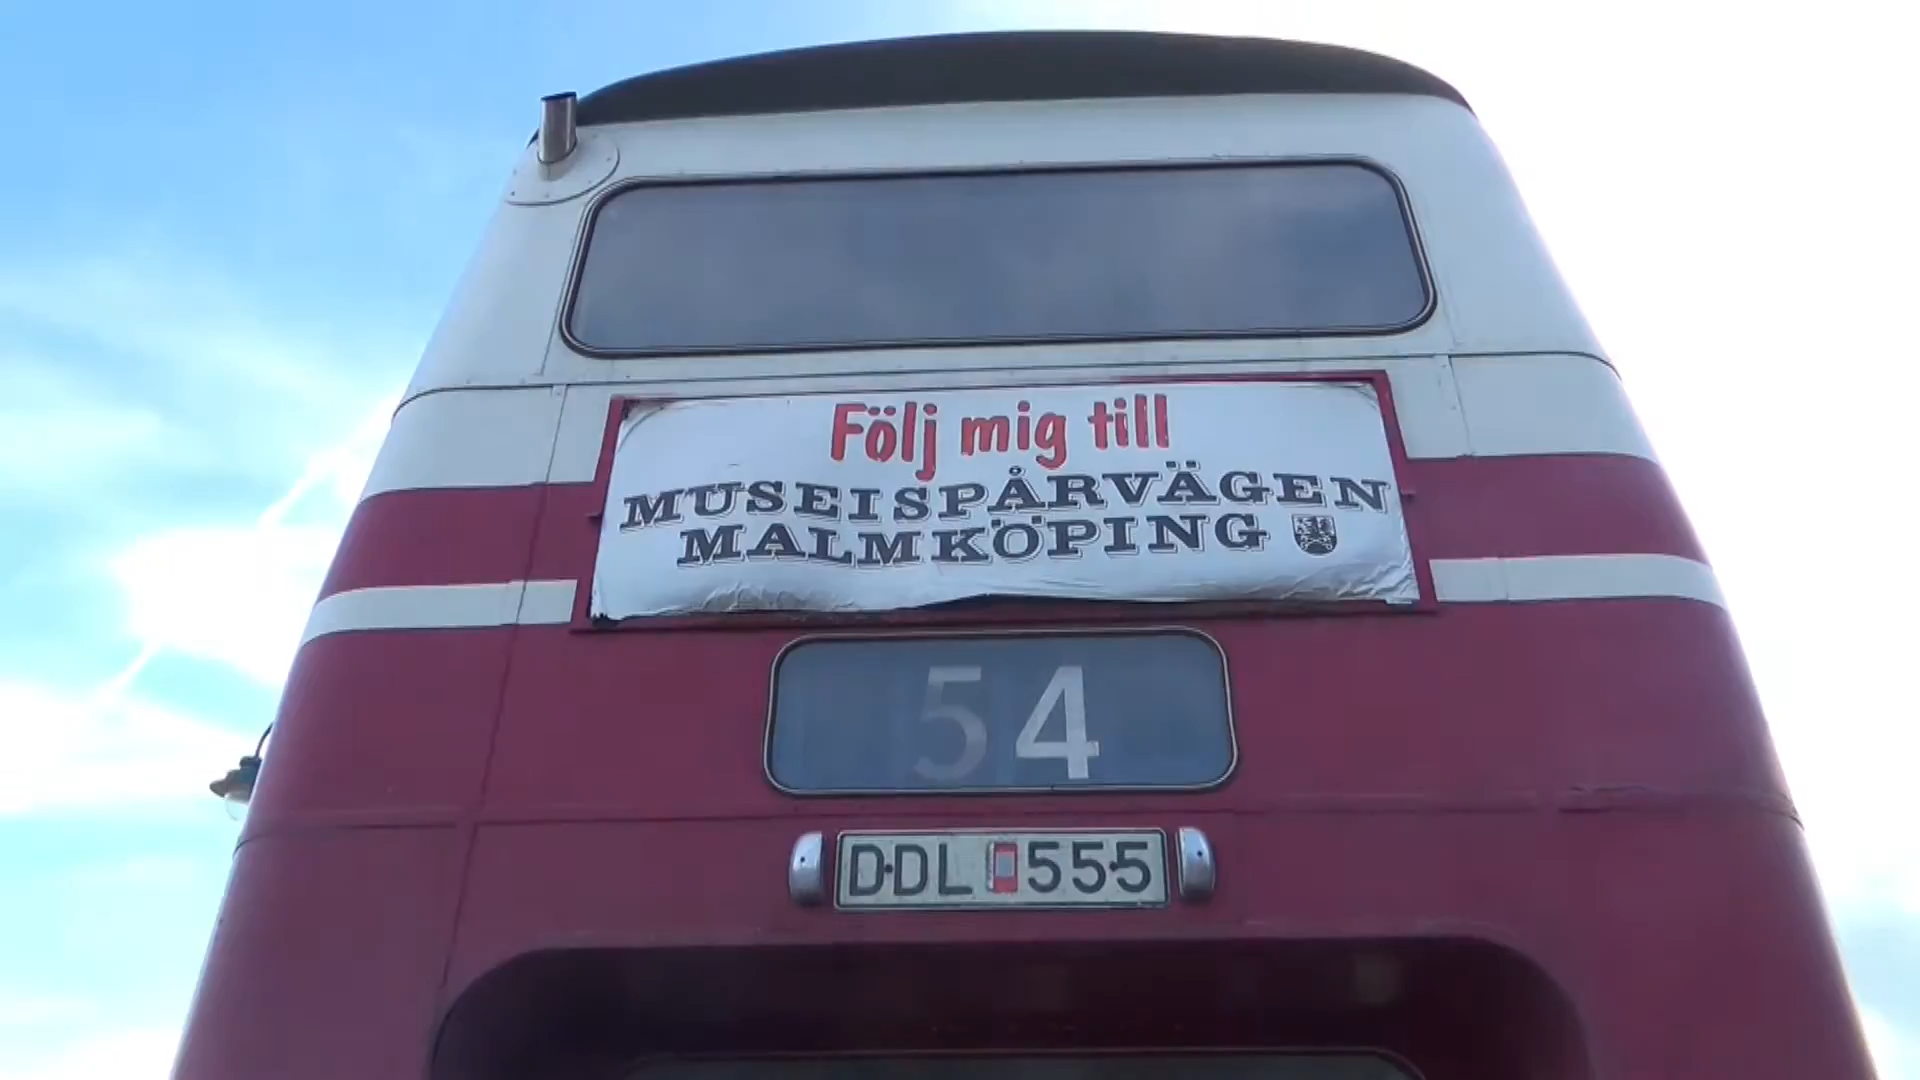 Följ mig till
MUSEISPÅRVÄGEN
MALMKÖPING
54
DDL 555